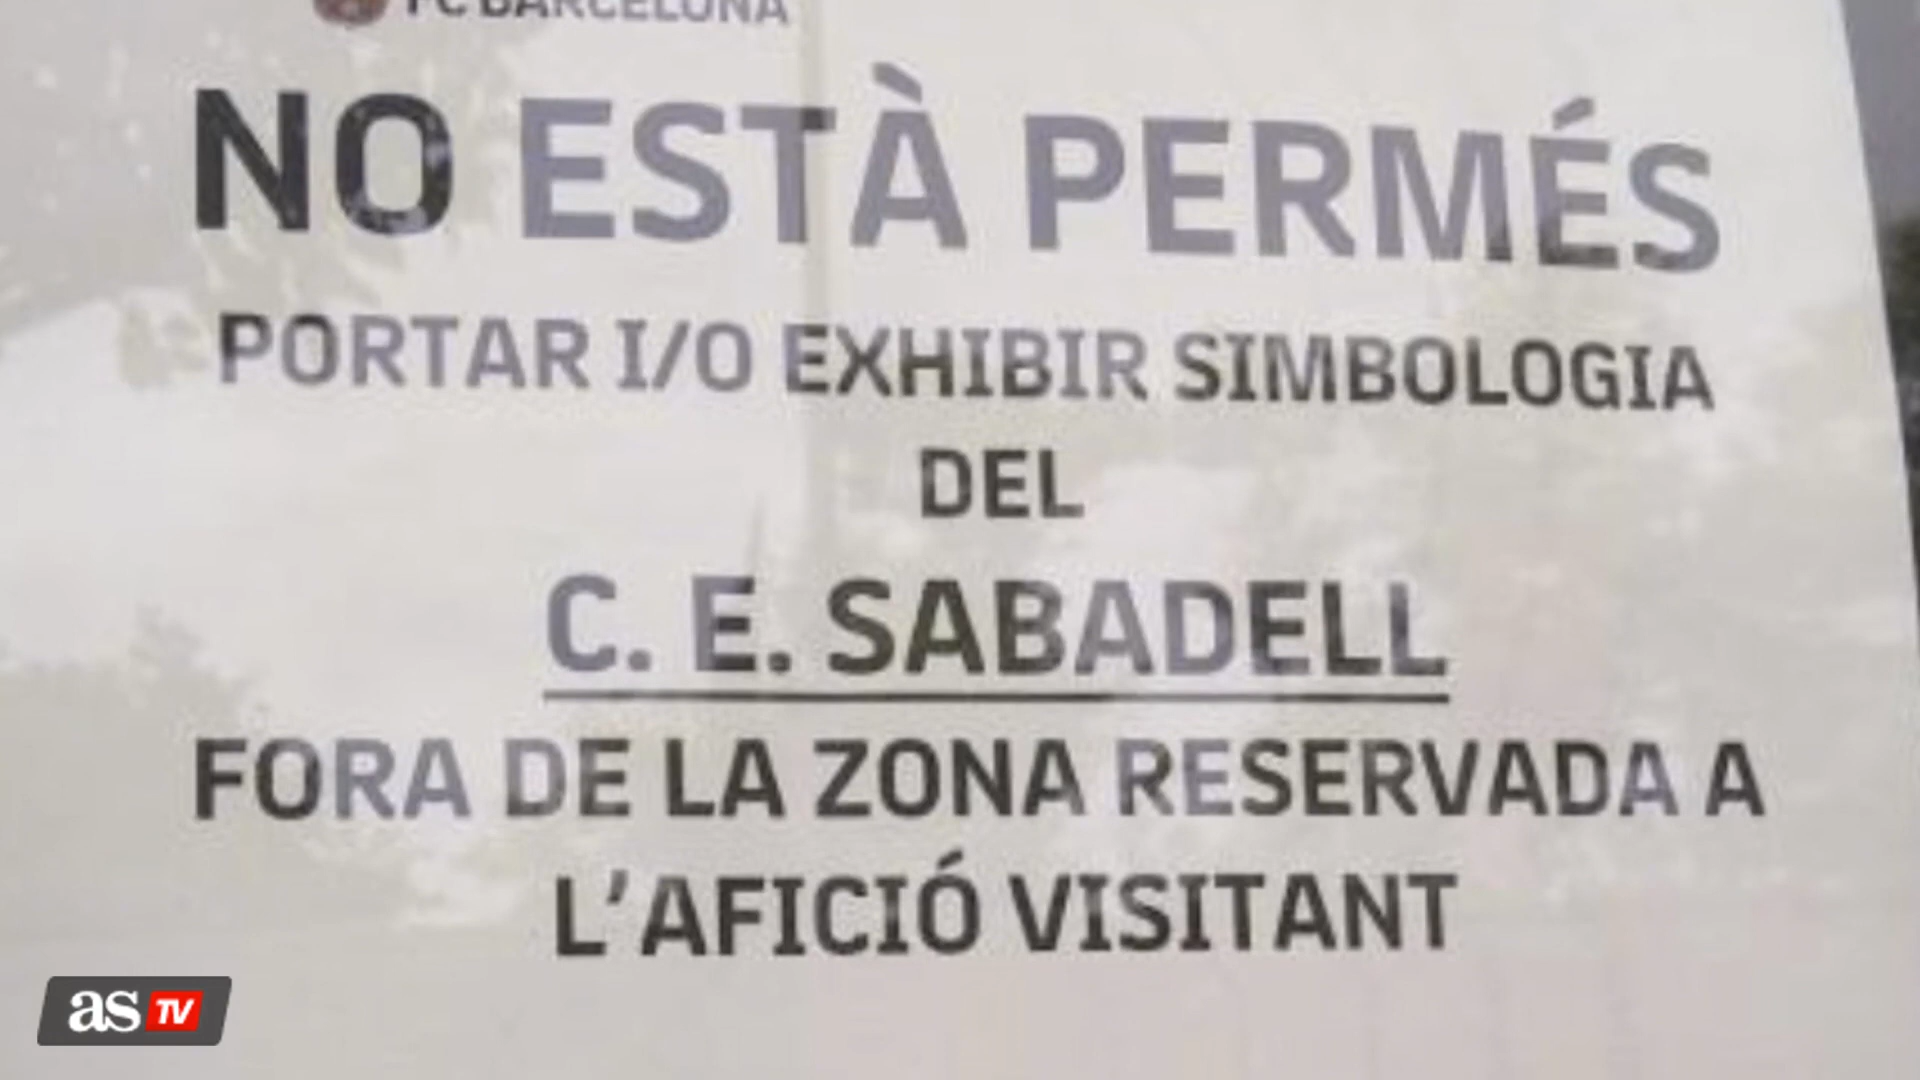 FC BARCELONA
NO ESTÀ PERMÉS
PORTAR I/O EXHIBIR SIMBOLOGIA
DEL
C. E. SABADELL
FORA DE LA ZONA RESERVADA A
L'AFICIÓ VISITANT
as TV